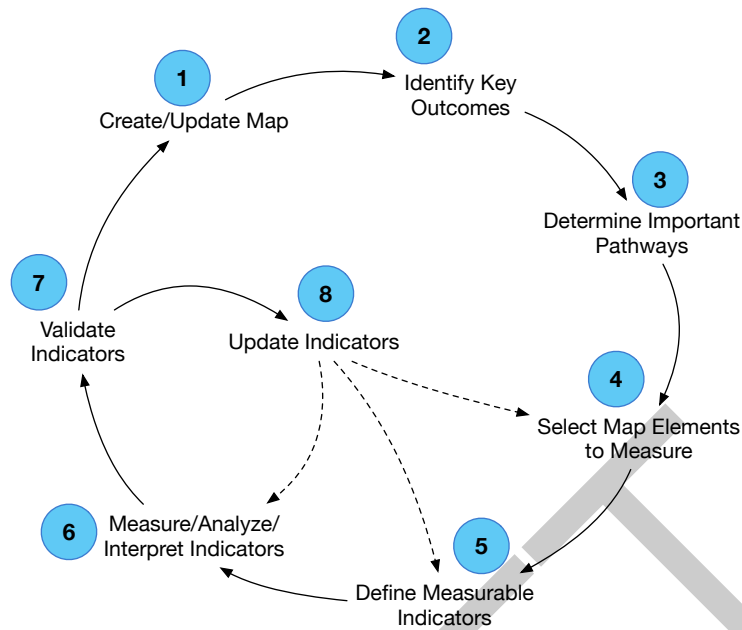 1
Create/Update Map
2
Identify Key
Outcomes
3
Determine Important
Pathways
4
Select Map Elements
to Measure
5
Define Measurable
Indicators
6
Measure/Analyze/
Interpret Indicators
7
Validate
Indicators
8
Update Indicators